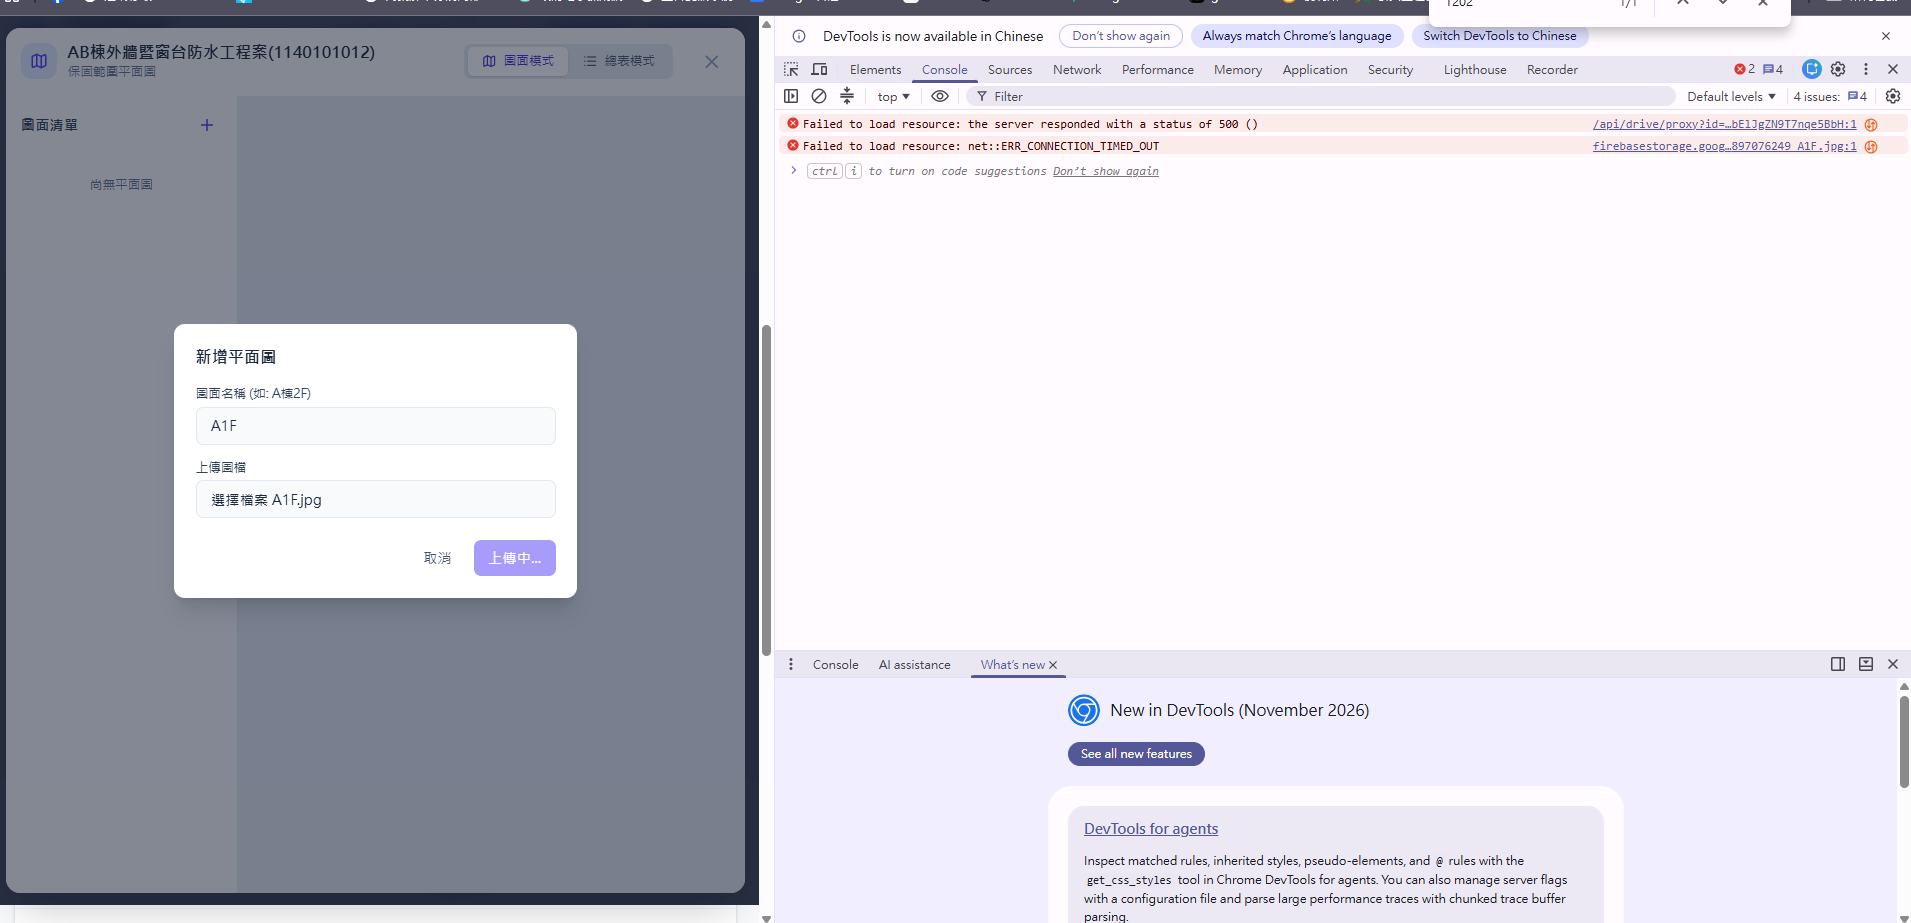 1202
1/1
AB棟外牆暨窗台防水工程案(1140101012)
保固範圍平面圖
圖面模式
總表模式
圖面清單
尚無平面圖
新增平面圖
圖面名稱 (如: A棟2F)
A1F
上傳圖檔
選擇檔案 A1F.jpg
取消
上傳中...
DevTools is now available in Chinese
Don't show again
Always match Chrome's language
Switch DevTools to Chinese
Elements
Console
Sources
Network
Performance
Memory
Application
Security
Lighthouse
Recorder
2
4
top
Filter
Default levels
4 issues:
4
Failed to load resource: the server responded with a status of 500 ()
/api/drive/proxy?id=…bElJgZN9T7nqe5BbH:1
Failed to load resource: net::ERR_CONNECTION_TIMED_OUT
firebasestorage.goog…897076249_A1F.jpg:1
ctrl i to turn on code suggestions Don't show again
Console
AI assistance
What's new
New in DevTools (November 2026)
See all new features
DevTools for agents
Inspect matched rules, inherited styles, pseudo-elements, and @ rules with the
get_css_styles tool in Chrome DevTools for agents. You can also manage server flags
with a configuration file and parse large performance traces with chunked trace buffer
parsing.